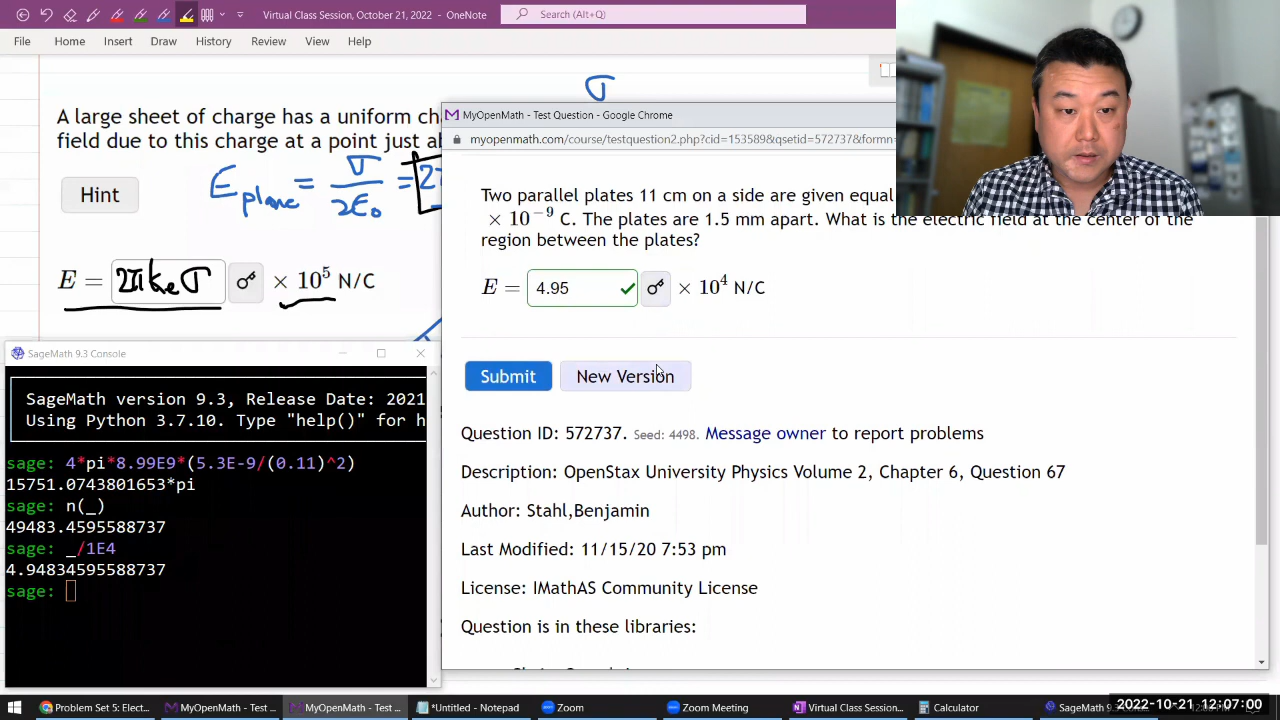 Virtual Class Session, October 21, 2022 - OneNote
Search (Alt+Q)
File Home Insert Draw History Review View Help
σ
A large sheet of charge has a uniform ch
field due to this charge at a point just ab
E plane = σ / 2ϵ₀ = 2
Hint
E = 2πkeσ × 10⁵ N/C
MyOpenMath - Test Question - Google Chrome
myopenmath.com/course/testquestion2.php?cid=153589&qsetid=572737&formn
Two parallel plates 11 cm on a side are given equal
× 10⁻⁹ C. The plates are 1.5 mm apart. What is the electric field at the center of the
region between the plates?
E = 4.95 × 10⁴ N/C
Submit New Version
Question ID: 572737. Seed: 4498. Message owner to report problems
Description: OpenStax University Physics Volume 2, Chapter 6, Question 67
Author: Stahl,Benjamin
Last Modified: 11/15/20 7:53 pm
License: IMathAS Community License
Question is in these libraries:
SageMath 9.3 Console
SageMath version 9.3, Release Date: 2021
Using Python 3.7.10. Type "help()" for h
sage: 4*pi*8.99E9*(5.3E-9/(0.11)^2)
15751.0743801653*pi
sage: n(_)
49483.4595588737
sage: _/1E4
4.94834595588737
sage:
Problem Set 5: Elect... MyOpenMath - Test ... MyOpenMath - Test ... *Untitled - Notepad Zoom Zoom Meeting Virtual Class Session... Calculator SageMath 9.3
2022-10-21 12:07:00